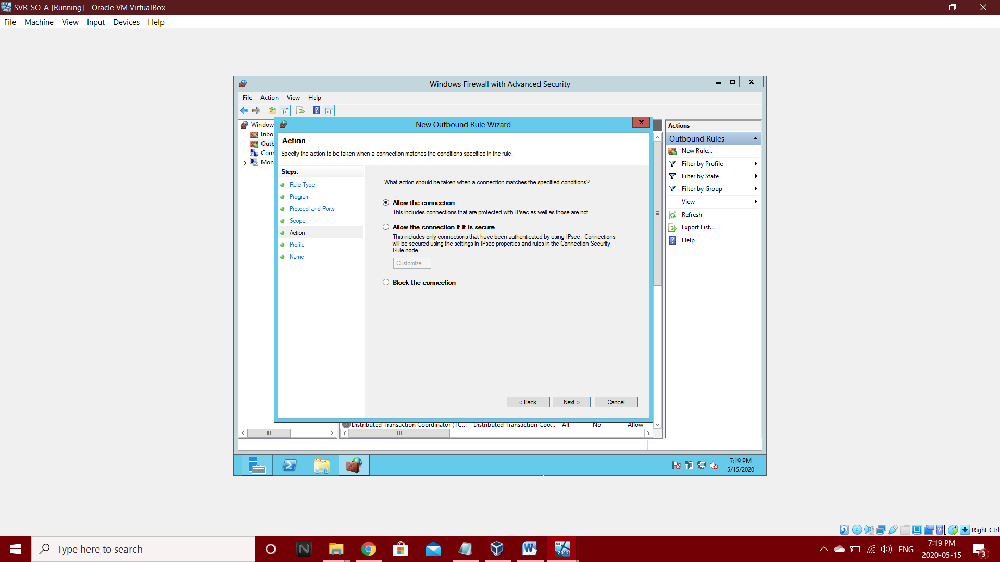 SVR-SO-A [Running] - Oracle VM VirtualBox
File Machine View Input Devices Help
Windows Firewall with Advanced Security
File Action View Help
Window
Inbo
Outb
Conn
Mon
New Outbound Rule Wizard
Action
Specify the action to be taken when a connection matches the conditions specified in the rule.
Steps:
Rule Type
Program
Protocol and Ports
Scope
Action
Profile
Name
What action should be taken when a connection matches the specified conditions?
Allow the connection
This includes connections that are protected with IPsec as well as those are not.
Allow the connection if it is secure
This includes only connections that have been authenticated by using IPsec. Connections
will be secured using the settings in IPsec properties and rules in the Connection Security
Rule node.
Customize...
Block the connection
< Back Next > Cancel
Distributed Transaction Coordinator (TC... Distributed Transaction Coo... All No Allow
Actions
Outbound Rules
New Rule...
Filter by Profile
Filter by State
Filter by Group
View
Refresh
Export List...
Help
7:19 PM
5/15/2020
Right Ctrl
Type here to search
ENG
7:19 PM
2020-05-15
3
64
2012